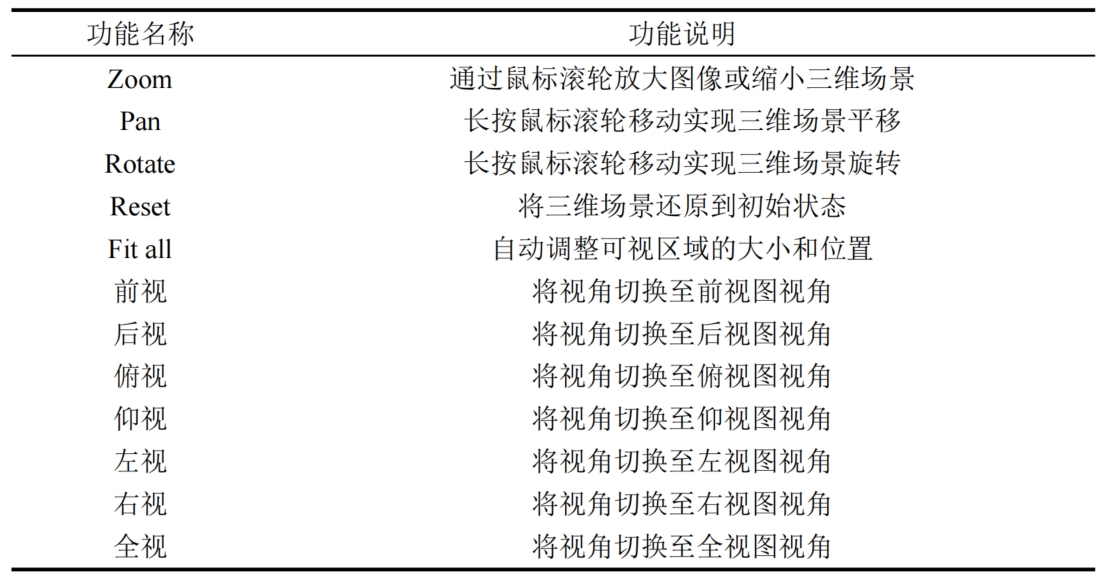 功能名称 功能说明
Zoom 通过鼠标滚轮放大图像或缩小三维场景
Pan 长按鼠标滚轮移动实现三维场景平移
Rotate 长按鼠标滚轮移动实现三维场景旋转
Reset 将三维场景还原到初始状态
Fit all 自动调整可视区域的大小和位置
前视 将视角切换至前视图视角
后视 将视角切换至后视图视角
俯视 将视角切换至俯视图视角
仰视 将视角切换至仰视图视角
左视 将视角切换至左视图视角
右视 将视角切换至右视图视角
全视 将视角切换至全视图视角